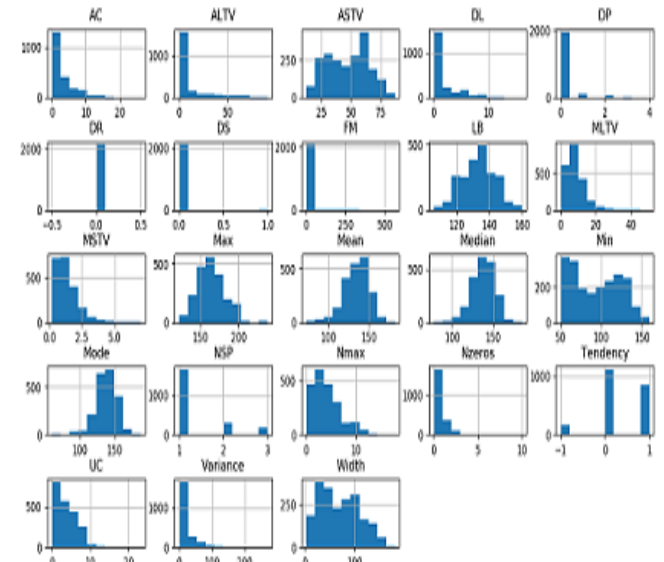 AC ALTV ASTV DL DP
1000 1000 250 1000 2000
0 0 0 0 0
0 10 20 0 50 25 50 75 0 10 0 2 4
DR DS FM LB MLTV
2000 2000 2000 500 500
0 0 0 0 0
−0.5 0.0 0.5 0.0 0.5 1.0 0 250 500 120 140 160 0 20 40
MSTV Max Mean Median Min
500 500 500 500 200
0 0 0 0 0
0.0 2.5 5.0 150 200 100 150 100 150 50 100 150
Mode NSP Nmax Nzeros Tendency
500 1000 500 1000 1000
0 0 0 0 0
100 150 1 2 3 0 10 0 5 10 −1 0 1
UC Variance Width
500 1000 250
0 0 0
0 10 20 0 100 200 0 100